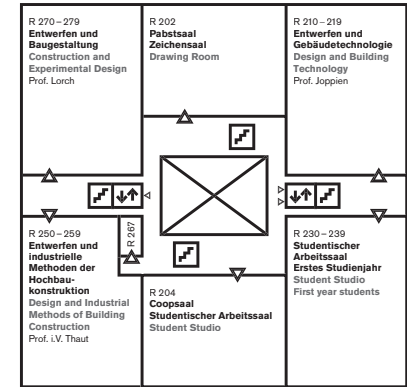 R 270–279
Entwerfen und
Baugestaltung
Construction and
Experimental Design
Prof. Lorch
R 202
Pabstsaal
Zeichensaal
Drawing Room
R 210–219
Entwerfen und
Gebäudetechnologie
Design and Building
Technology
Prof. Joppien
R 250–259
Entwerfen und
industrielle
Methoden der
Hochbau-
konstruktion
Design and Industrial
Methods of Building
Construction
Prof. i.V. Thaut
R 267
R 204
Coopsaal
Studentischer Arbeitssaal
Student Studio
R 230–239
Studentischer
Arbeitssaal
Erstes Studienjahr
Student Studio
First year students